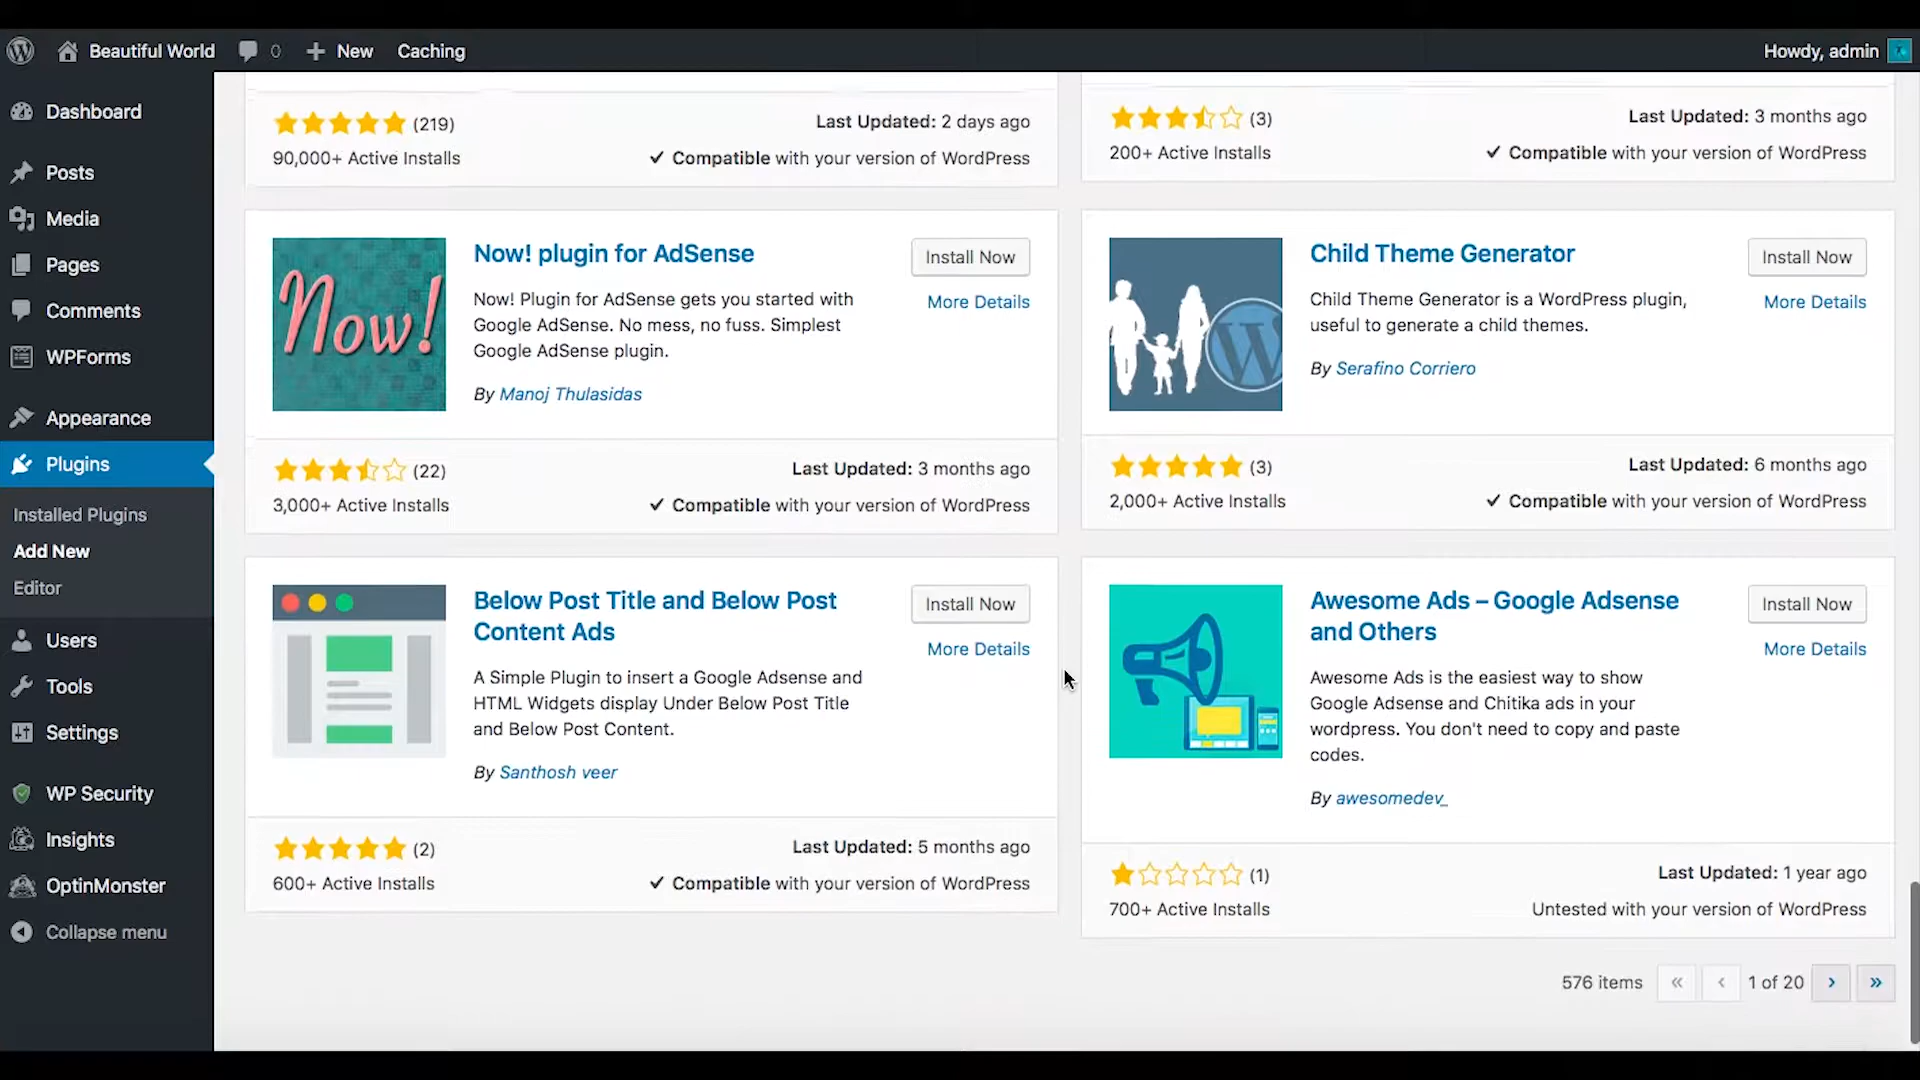 Beautiful World
0
New
Caching
Howdy, admin
Dashboard
Posts
Media
Pages
Comments
WPForms
Appearance
Plugins
Installed Plugins
Add New
Editor
Users
Tools
Settings
WP Security
Insights
OptinMonster
Collapse menu
(219)
Last Updated: 2 days ago
90,000+ Active Installs
Compatible with your version of WordPress
(3)
Last Updated: 3 months ago
200+ Active Installs
Compatible with your version of WordPress
Now!
Now! plugin for AdSense
Install Now
More Details
Now! Plugin for AdSense gets you started with
Google AdSense. No mess, no fuss. Simplest
Google AdSense plugin.
By Manoj Thulasidas
(22)
Last Updated: 3 months ago
3,000+ Active Installs
Compatible with your version of WordPress
Child Theme Generator
Install Now
More Details
Child Theme Generator is a WordPress plugin,
useful to generate a child themes.
By Serafino Corriero
(3)
Last Updated: 6 months ago
2,000+ Active Installs
Compatible with your version of WordPress
Below Post Title and Below Post
Content Ads
Install Now
More Details
A Simple Plugin to insert a Google Adsense and
HTML Widgets display Under Below Post Title
and Below Post Content.
By Santhosh veer
(2)
Last Updated: 5 months ago
600+ Active Installs
Compatible with your version of WordPress
Awesome Ads – Google Adsense
and Others
Install Now
More Details
Awesome Ads is the easiest way to show
Google Adsense and Chitika ads in your
wordpress. You don't need to copy and paste
codes.
By awesomedev_
(1)
Last Updated: 1 year ago
700+ Active Installs
Untested with your version of WordPress
576 items « ‹ 1 of 20 › »